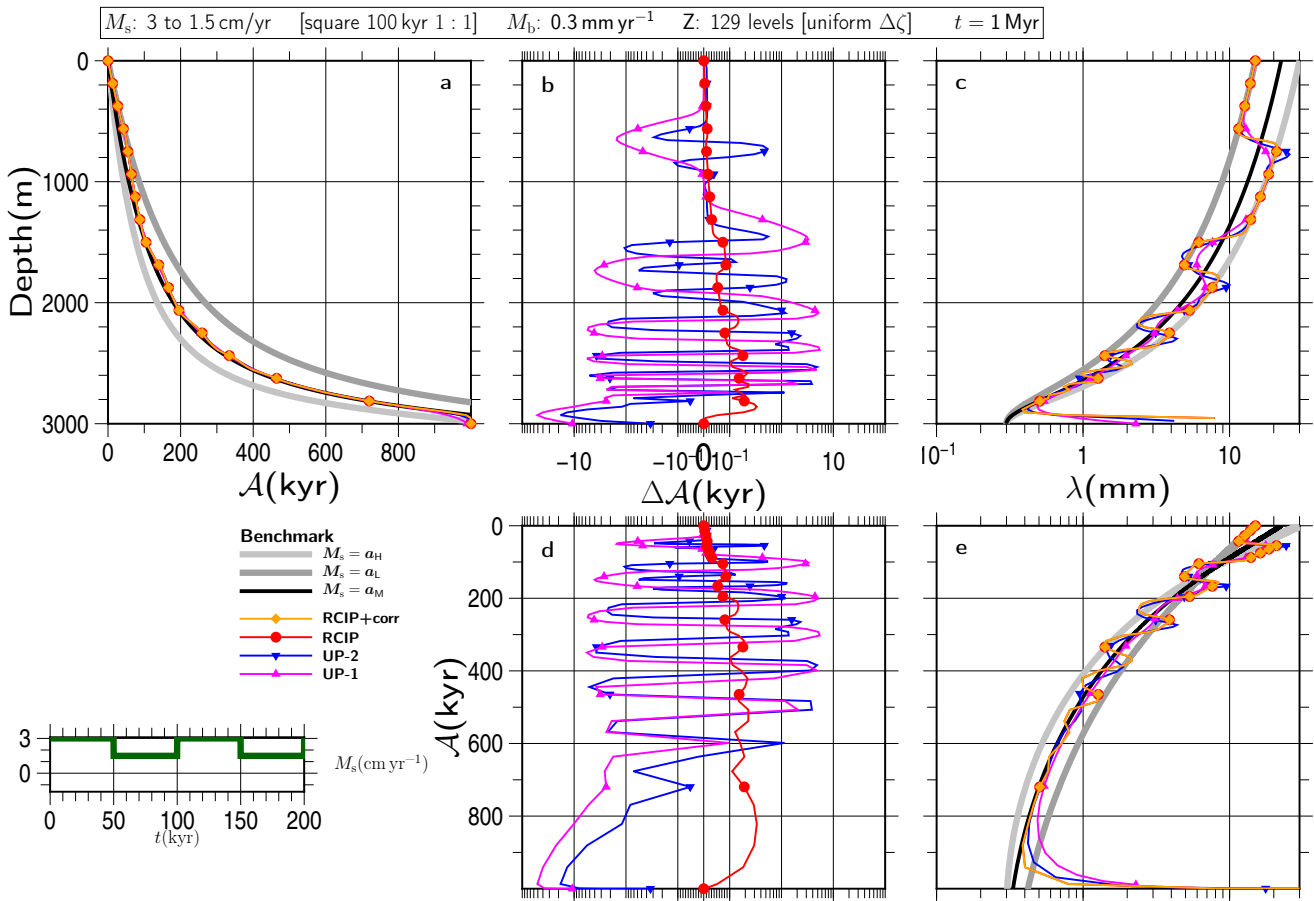 Mₛ: 3 to 1.5 cm/yr [square 100 kyr 1 : 1] M_b: 0.3 mm yr⁻¹ Z: 129 levels [uniform Δζ] t = 1 Myr
a
b
c
0
1000
2000
3000
Depth(m)
0 200 400 600 800
𝒜(kyr)
−10 −10⁻¹ 0 10⁻¹ 10
Δ𝒜(kyr)
10⁻¹ 1 10
λ(mm)
Benchmark
Mₛ = a_H
Mₛ = a_L
Mₛ = a_M
RCIP+corr
RCIP
UP-2
UP-1
3
0
Mₛ(cm yr⁻¹)
0 50 100 150 200
t(kyr)
d
e
0
200
400
600
800
𝒜(kyr)